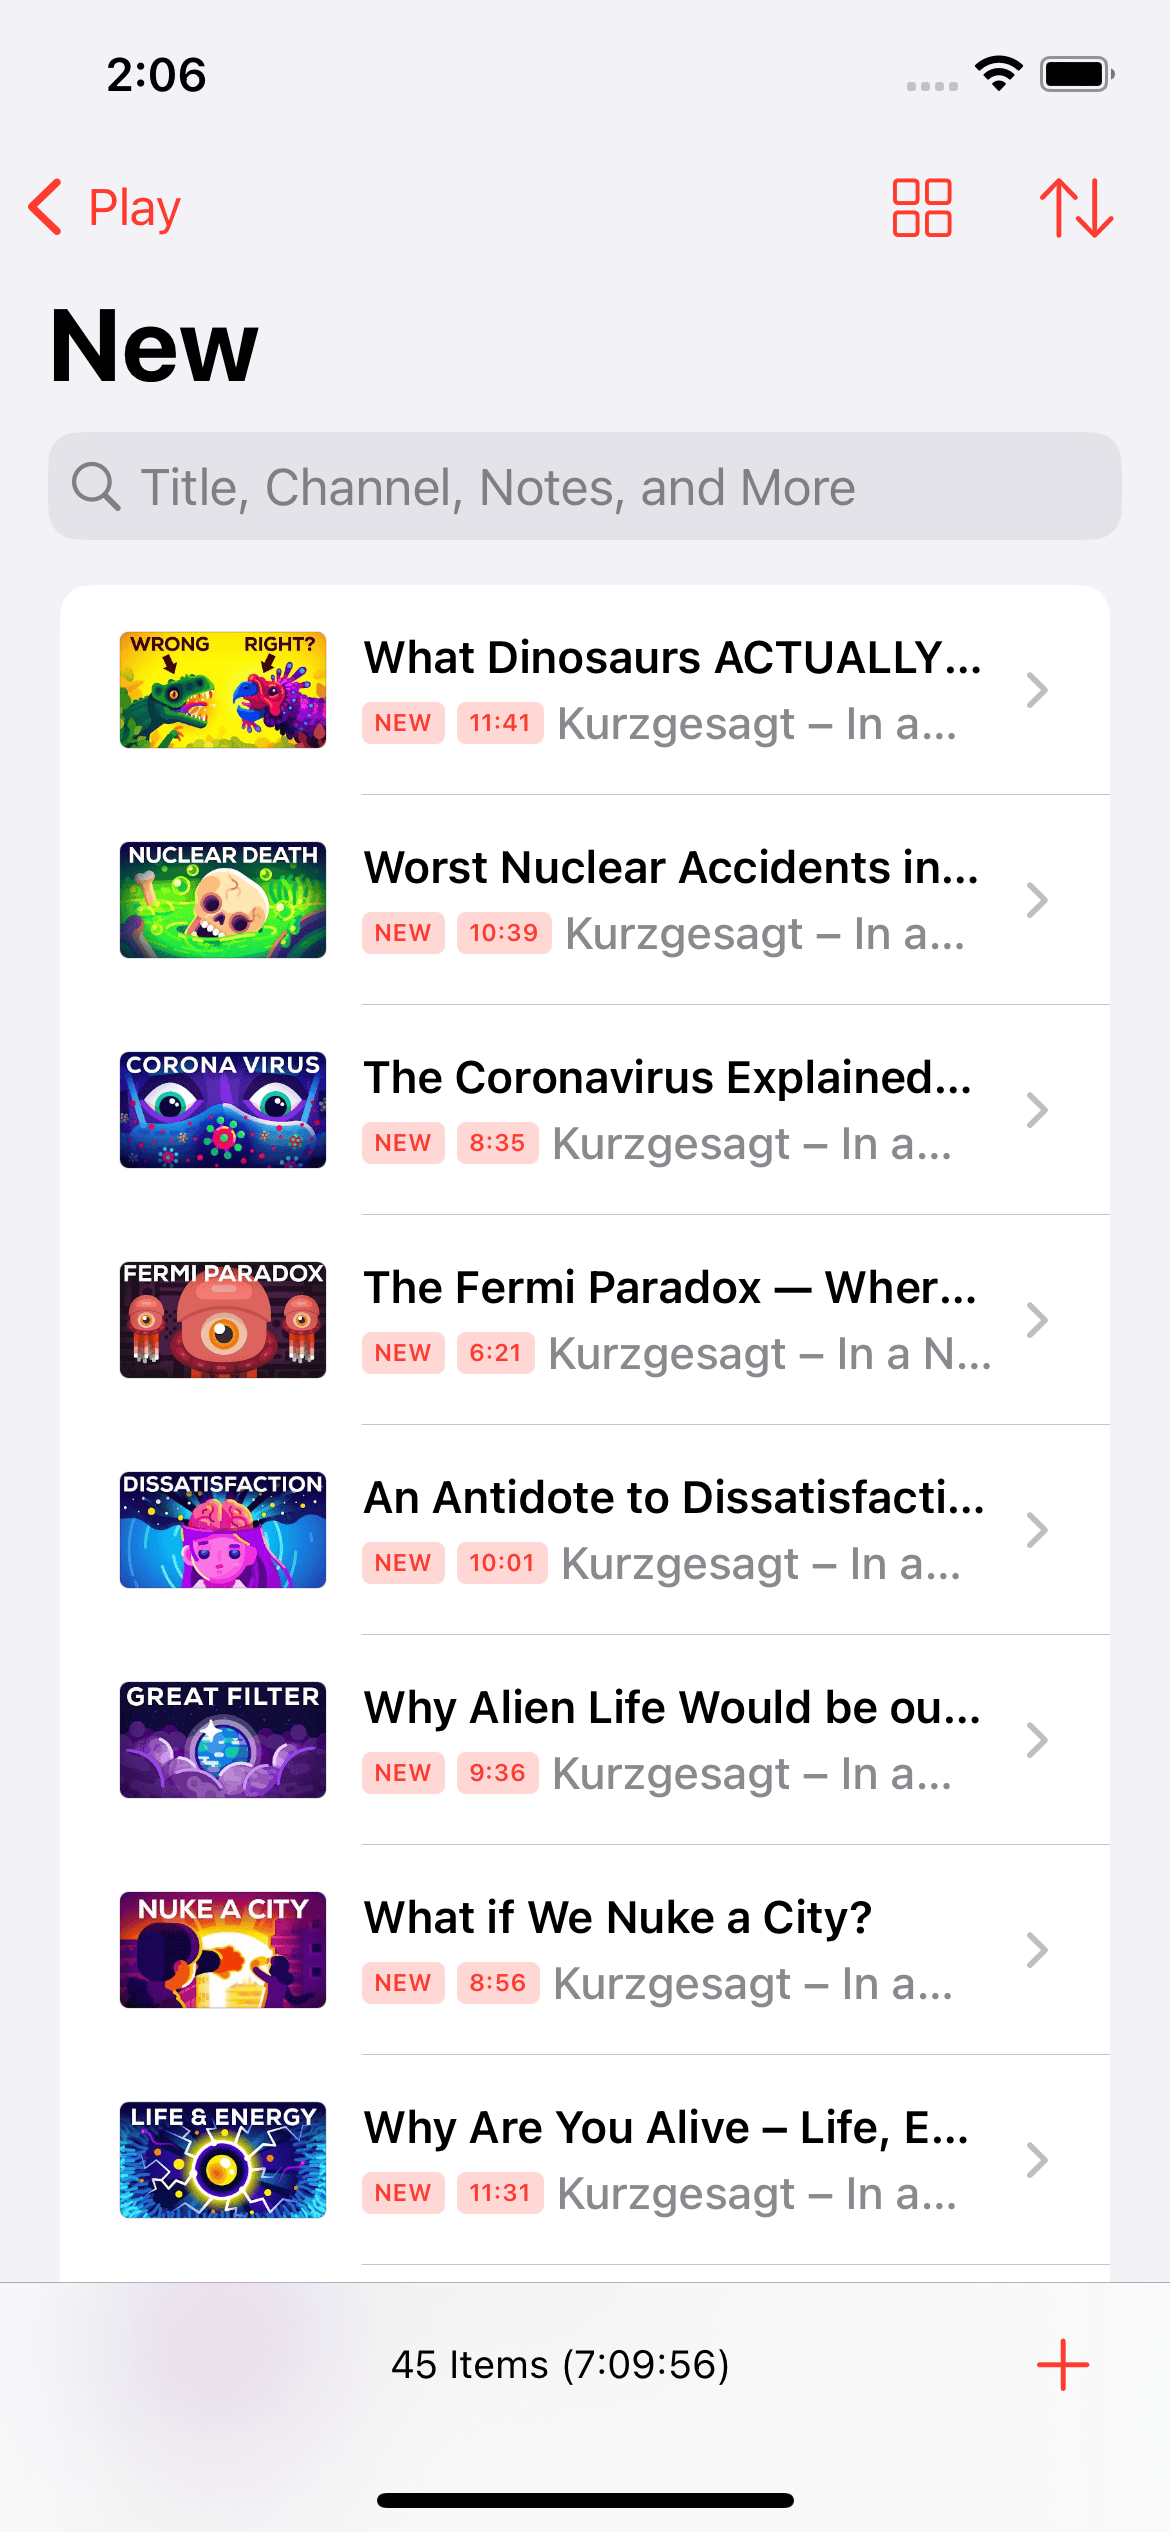 2:06
Play
New
Title, Channel, Notes, and More
WRONG RIGHT?
What Dinosaurs ACTUALLY...
NEW 11:41 Kurzgesagt – In a...
NUCLEAR DEATH
Worst Nuclear Accidents in...
NEW 10:39 Kurzgesagt – In a...
CORONA VIRUS
The Coronavirus Explained...
NEW 8:35 Kurzgesagt – In a...
FERMI PARADOX
The Fermi Paradox — Wher...
NEW 6:21 Kurzgesagt – In a N...
DISSATISFACTION
An Antidote to Dissatisfacti...
NEW 10:01 Kurzgesagt – In a...
GREAT FILTER
Why Alien Life Would be ou...
NEW 9:36 Kurzgesagt – In a...
NUKE A CITY
What if We Nuke a City?
NEW 8:56 Kurzgesagt – In a...
LIFE & ENERGY
Why Are You Alive – Life, E...
NEW 11:31 Kurzgesagt – In a...
45 Items (7:09:56)